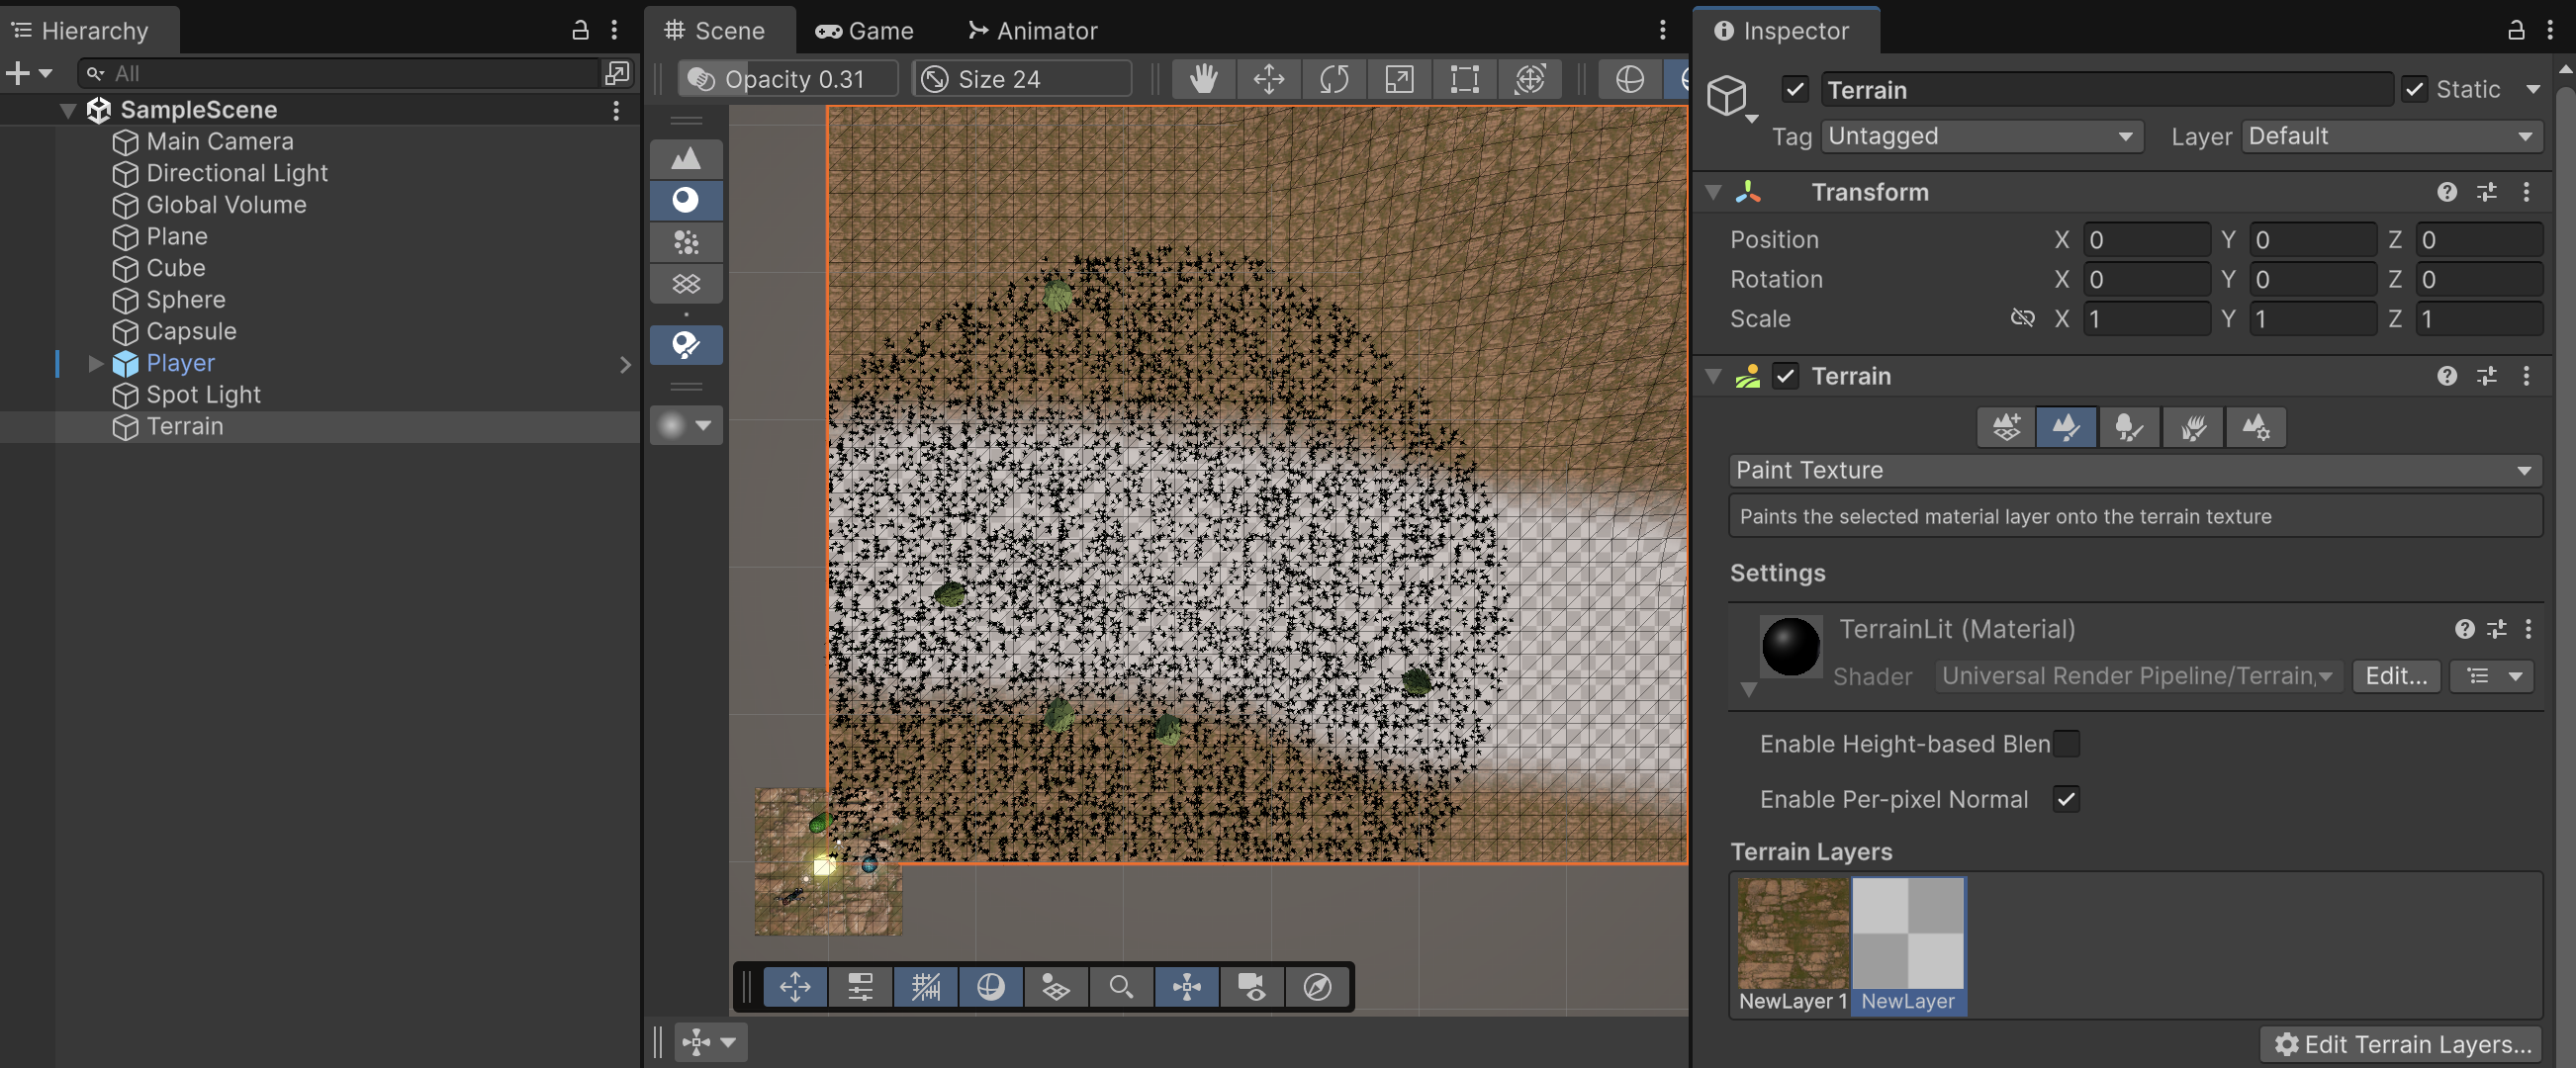 Hierarchy
All
SampleScene
Main Camera
Directional Light
Global Volume
Plane
Cube
Sphere
Capsule
Player
Spot Light
Terrain
Scene
Game
Animator
Opacity 0.31
Size 24
Inspector
Terrain
Static
Tag
Untagged
Layer
Default
Transform
Position
X 0 Y 0 Z 0
Rotation
X 0 Y 0 Z 0
Scale
X 1 Y 1 Z 1
Terrain
Paint Texture
Paints the selected material layer onto the terrain texture
Settings
TerrainLit (Material)
Shader
Universal Render Pipeline/Terrain,
Edit...
Enable Height-based Blen
Enable Per-pixel Normal
Terrain Layers
NewLayer 1
NewLayer
Edit Terrain Layers...